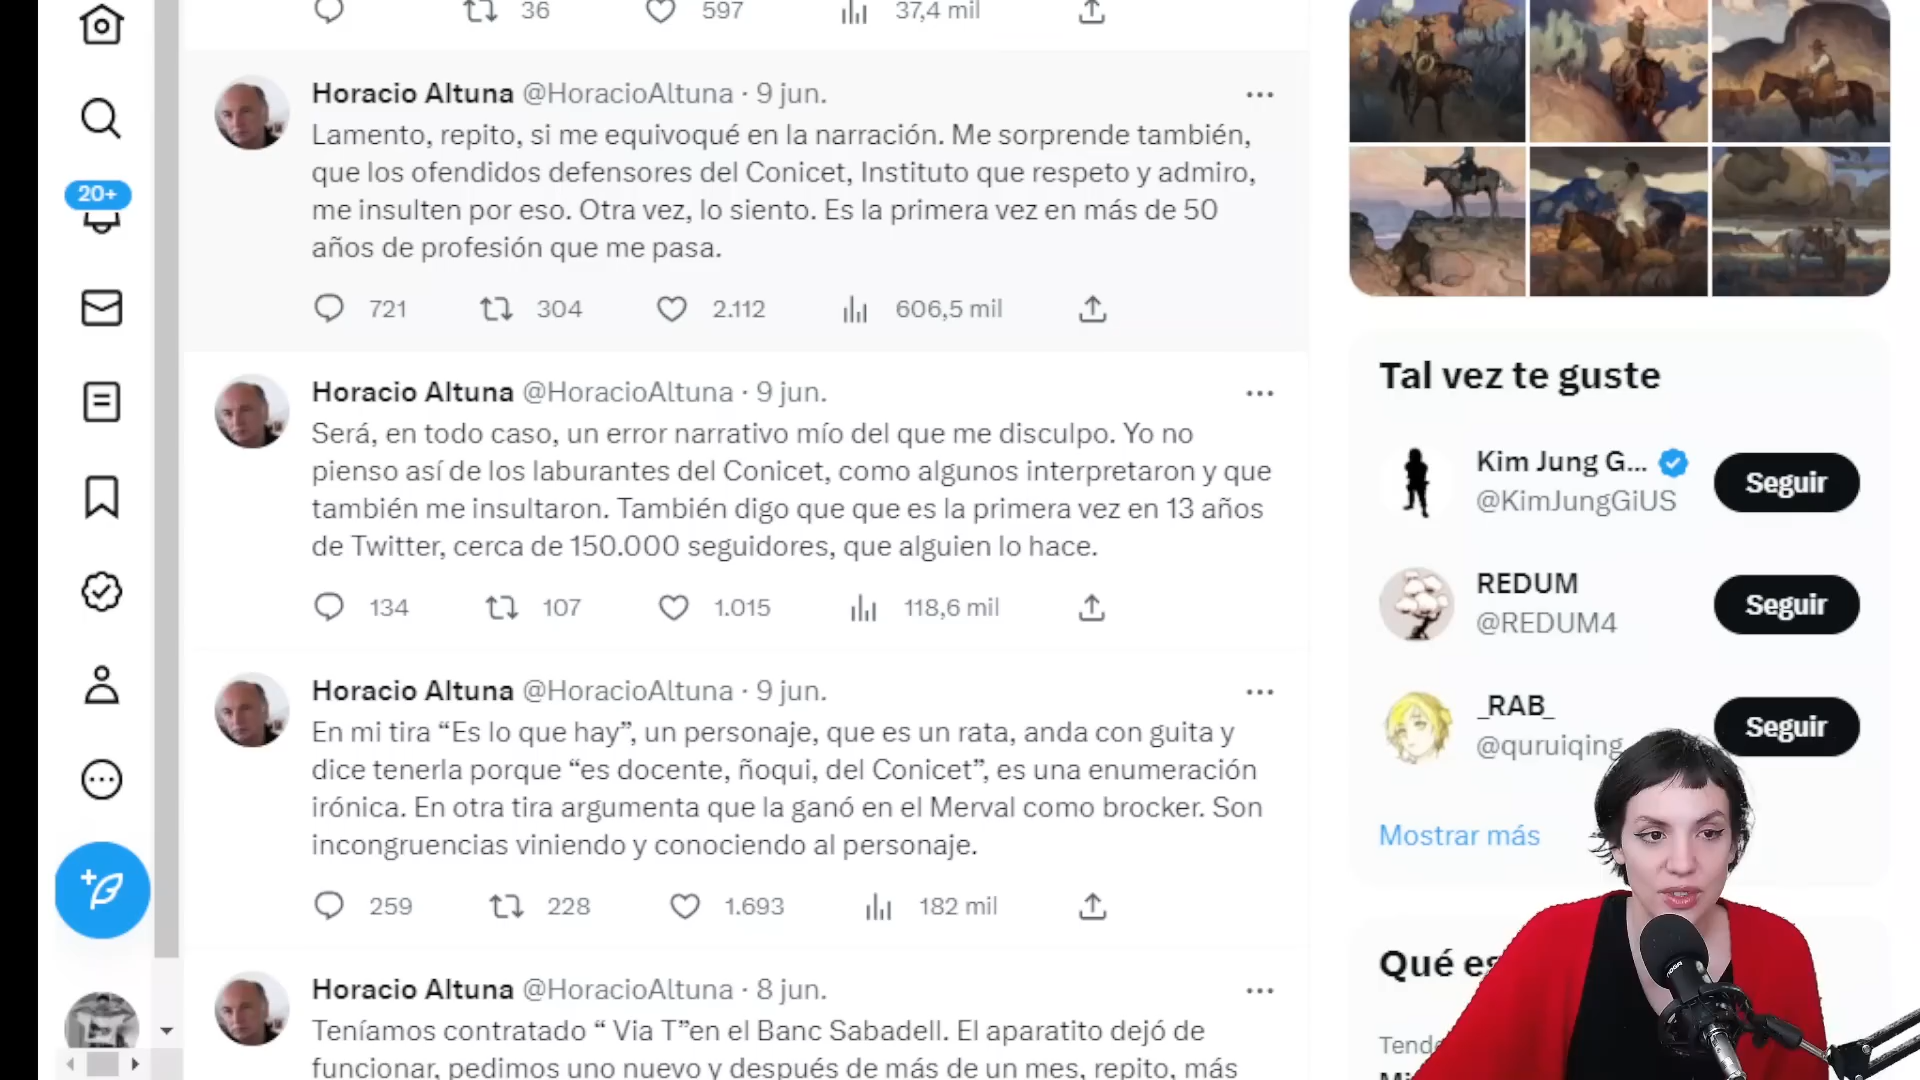 36 597 37,4 mil
Horacio Altuna @HoracioAltuna · 9 jun.
Lamento, repito, si me equivoqué en la narración. Me sorprende también,
que los ofendidos defensores del Conicet, Instituto que respeto y admiro,
me insulten por eso. Otra vez, lo siento. Es la primera vez en más de 50
años de profesión que me pasa.
721 304 2.112 606,5 mil
Horacio Altuna @HoracioAltuna · 9 jun.
Será, en todo caso, un error narrativo mío del que me disculpo. Yo no
pienso así de los laburantes del Conicet, como algunos interpretaron y que
también me insultaron. También digo que que es la primera vez en 13 años
de Twitter, cerca de 150.000 seguidores, que alguien lo hace.
134 107 1.015 118,6 mil
Horacio Altuna @HoracioAltuna · 9 jun.
En mi tira “Es lo que hay”, un personaje, que es un rata, anda con guita y
dice tenerla porque “es docente, ñoqui, del Conicet”, es una enumeración
irónica. En otra tira argumenta que la ganó en el Merval como brocker. Son
incongruencias viniendo y conociendo al personaje.
259 228 1.693 182 mil
Horacio Altuna @HoracioAltuna · 8 jun.
Teníamos contratado “ Via T”en el Banc Sabadell. El aparatito dejó de
funcionar, pedimos uno nuevo y después de más de un mes, repito, más
20+
Tal vez te guste
Kim Jung G...
@KimJungGiUS
Seguir
REDUM
@REDUM4
Seguir
_RAB_
@quruiqing
Seguir
Mostrar más
Qué es